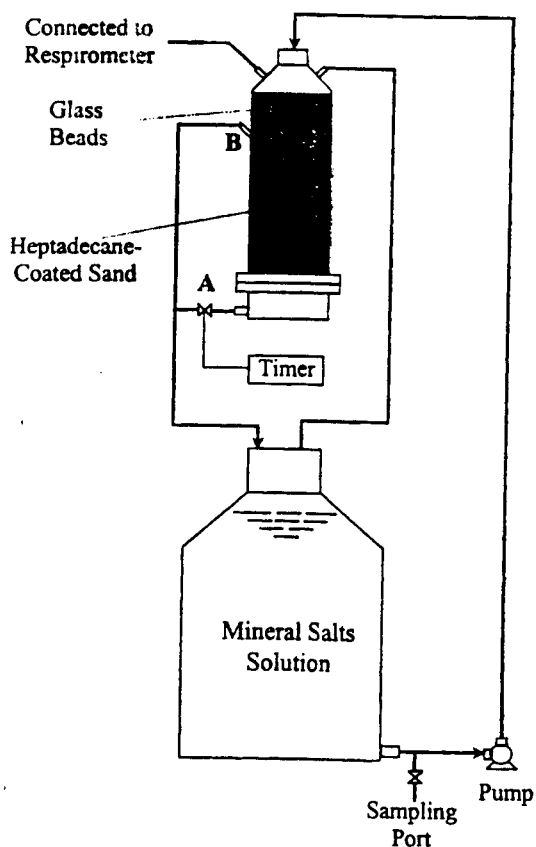 Connected to
Respirometer
Glass
Beads
B
Heptadecane-
Coated Sand
A
Timer
Mineral Salts
Solution
Sampling
Port
Pump